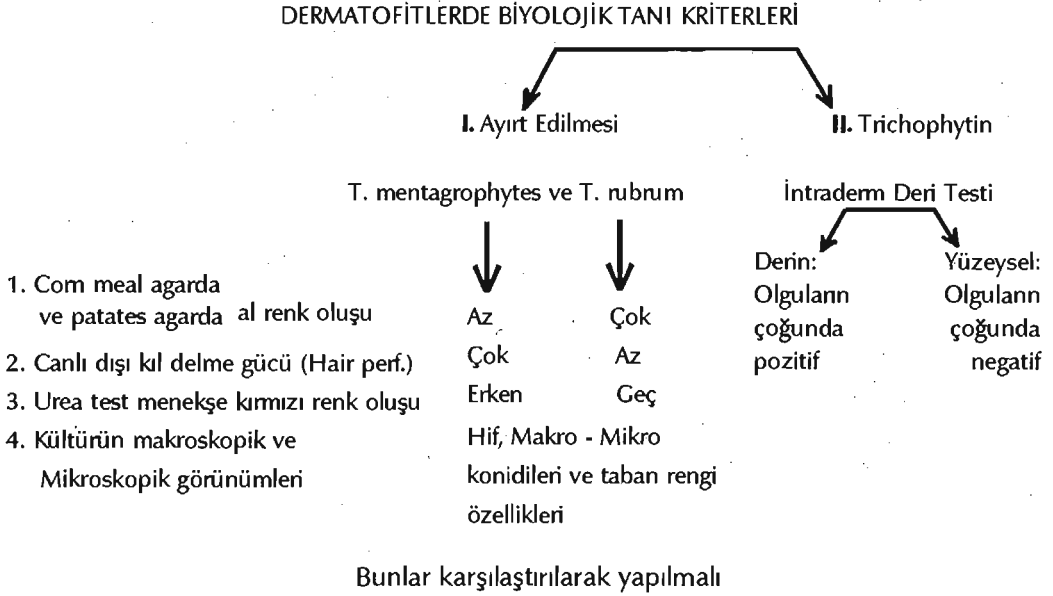 DERMATOFİTLERDE BİYOLOJİK TANI KRİTERLERİ
I. Ayırt Edilmesi
II. Trichophytin
T. mentagrophytes ve T. rubrum
İntraderm Deri Testi
Derin:
Olguların
çoğunda
pozitif
Yüzeysel:
Olguların
çoğunda
negatif
1. Corn meal agarda
ve patates agarda al renk oluşu
Az
Çok
2. Canlı dışı kıl delme gücü (Hair perf.)
Çok
Az
3. Urea test menekşe kırmızı renk oluşu
Erken
Geç
4. Kültürün makroskopik ve
Mikroskopik görünümleri
Hif, Makro - Mikro
konidileri ve taban rengi
özellikleri
Bunlar karşılaştırılarak yapılmalı